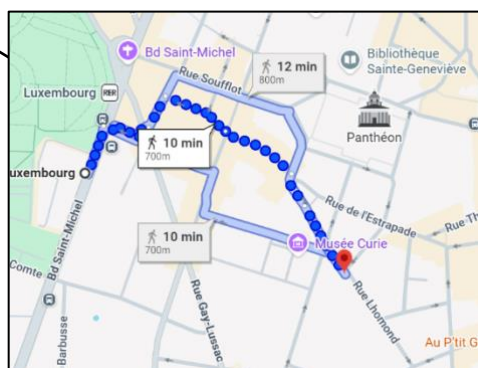 Bd Saint-Michel
12 min
800m
Bibliothèque
Sainte-Geneviève
Rue Soufflot
Luxembourg
RER
Panthéon
10 min
700m
uxembourg
Bd Saint-Michel
Rue de l'Estrapade
Rue Th
10 min
700m
Musée Curie
Comte
Rue Gay-Lussac
Rue Lhomond
Barbusse
Au P'tit G